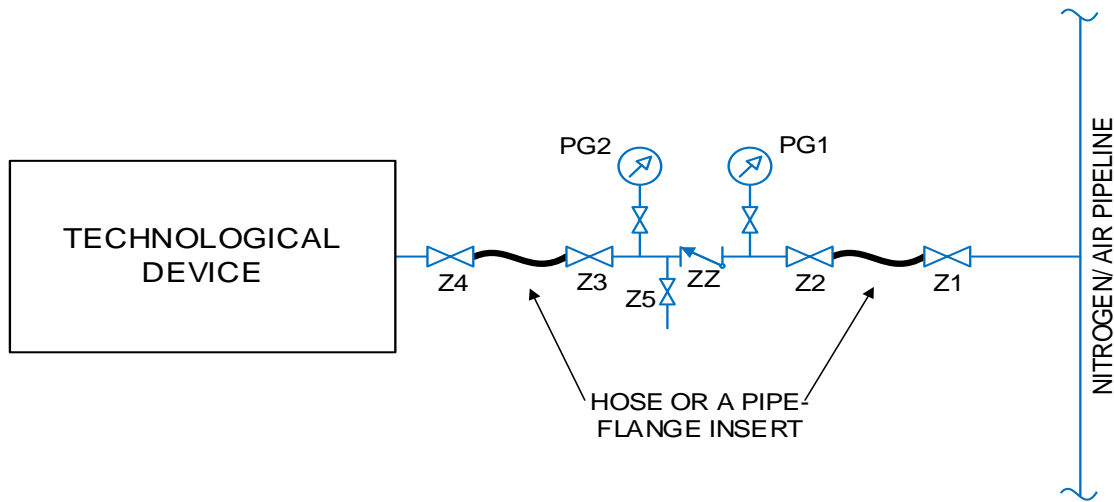 PG2
PG1
TECHNOLOGICAL
DEVICE
Z4
Z3
Z5
ZZ
Z2
Z1
HOSE OR A PIPE-
FLANGE INSERT
NITROGEN/ AIR PIPELINE